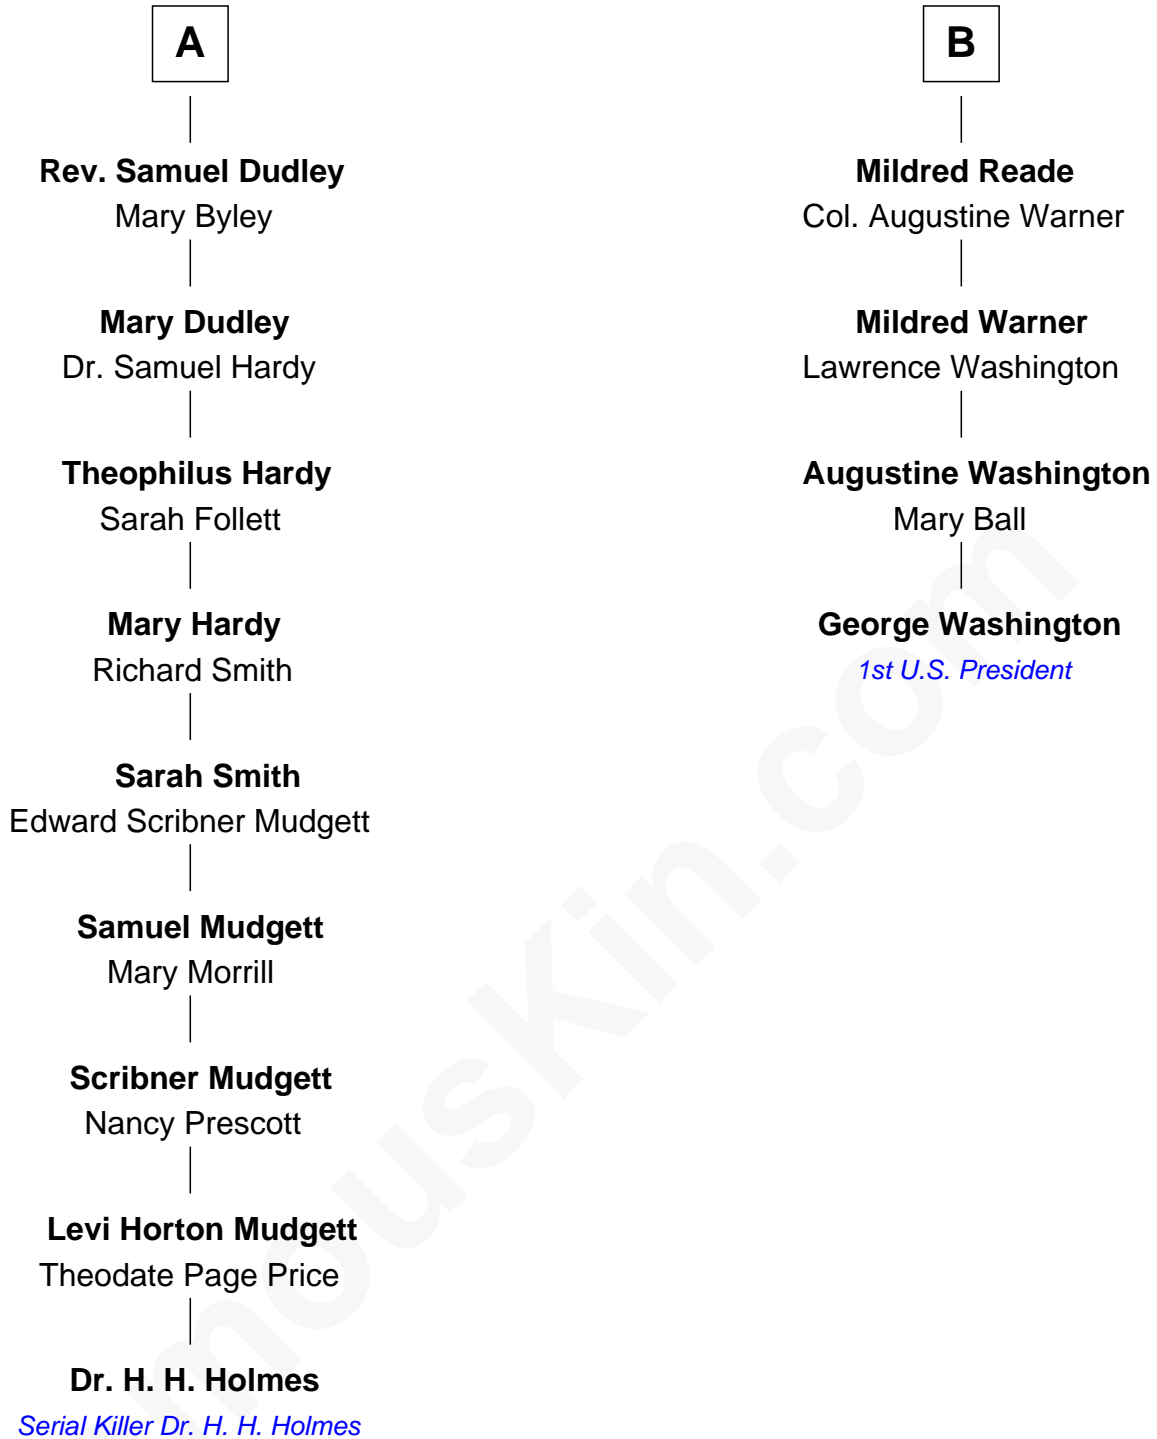 A
Rev. Samuel Dudley
Mary Byley
Mary Dudley
Dr. Samuel Hardy
Theophilus Hardy
Sarah Follett
Mary Hardy
Richard Smith
Sarah Smith
Edward Scribner Mudgett
Samuel Mudgett
Mary Morrill
Scribner Mudgett
Nancy Prescott
Levi Horton Mudgett
Theodate Page Price
Dr. H. H. Holmes
Serial Killer Dr. H. H. Holmes
B
Mildred Reade
Col. Augustine Warner
Mildred Warner
Lawrence Washington
Augustine Washington
Mary Ball
George Washington
1st U.S. President
mousKin.com